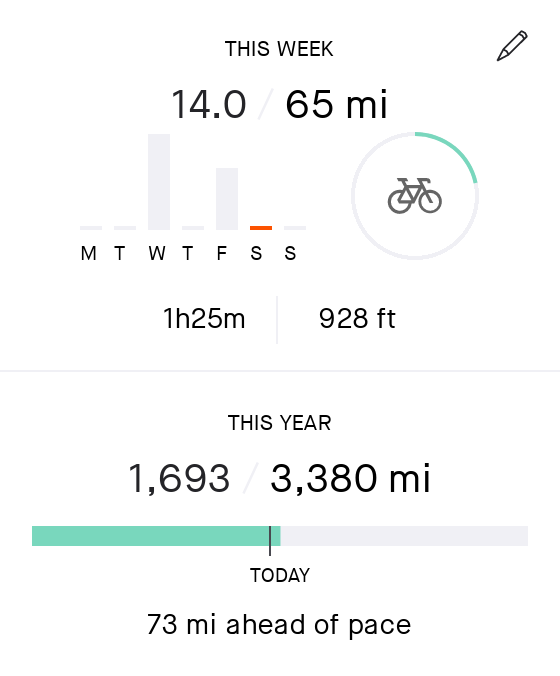 THIS WEEK
14.0 / 65 mi
M T W T F S S
1h25m 928 ft
THIS YEAR
1,693 / 3,380 mi
TODAY
73 mi ahead of pace